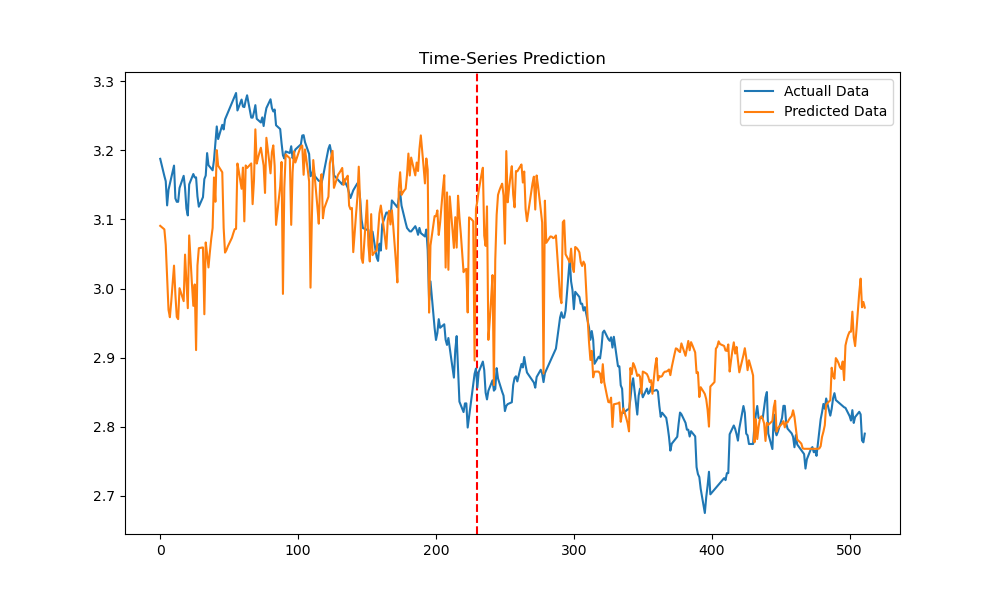 Time-Series Prediction
Actuall Data
Predicted Data
3.3
3.2
3.1
3.0
2.9
2.8
2.7
0 100 200 300 400 500